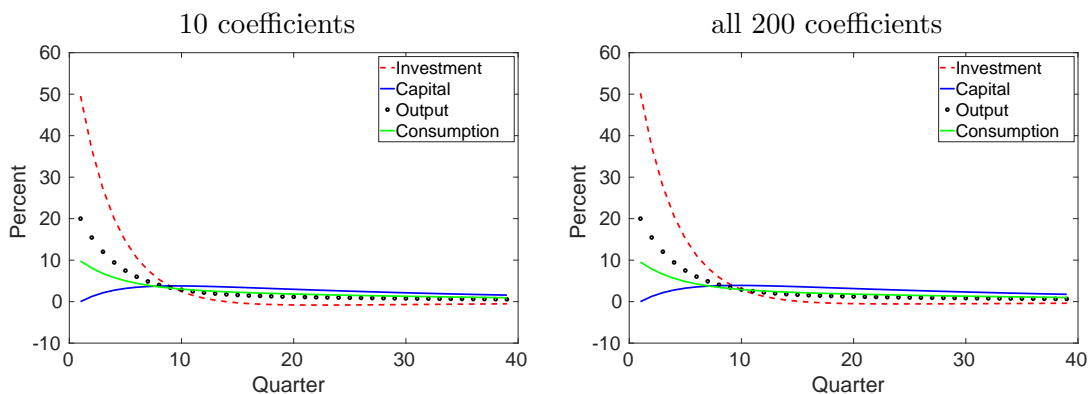 10 coefficients
60
50
40
30
20
10
0
-10
0
10
20
30
40
Percent
Quarter
Investment
Capital
Output
Consumption
all 200 coefficients
60
50
40
30
20
10
0
-10
0
10
20
30
40
Percent
Quarter
Investment
Capital
Output
Consumption